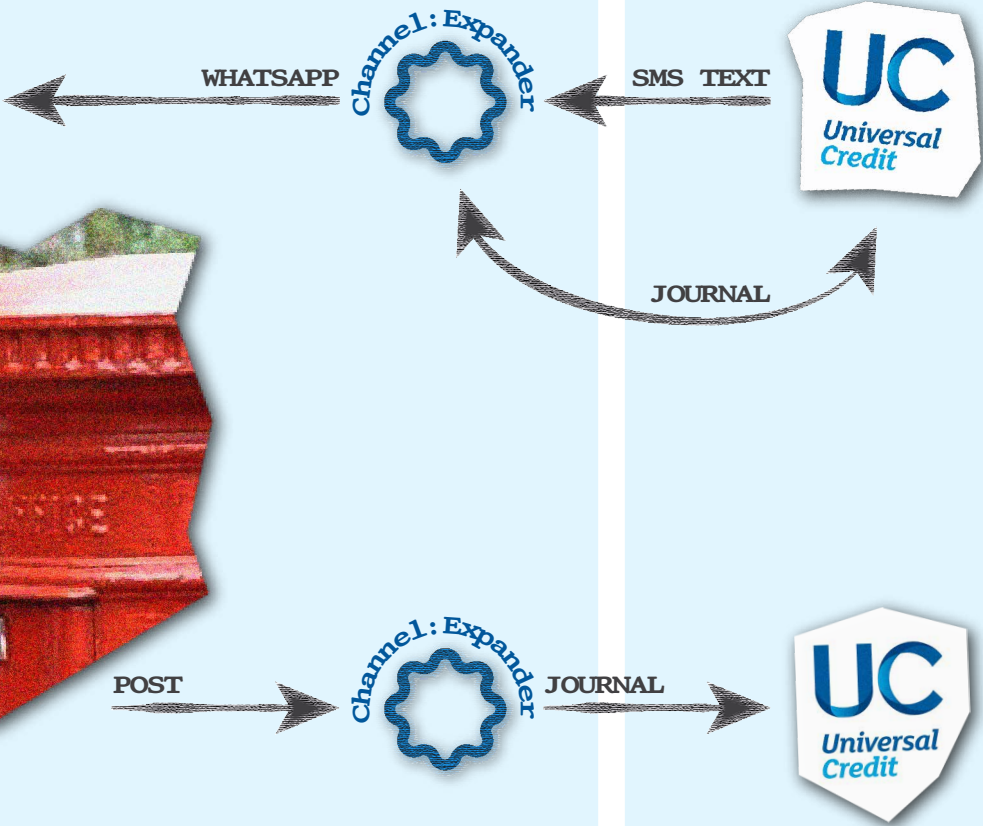 Channel:Expander
WHATSAPP
SMS TEXT
UC
Universal
Credit
JOURNAL
Channel:Expander
POST
JOURNAL
UC
Universal
Credit